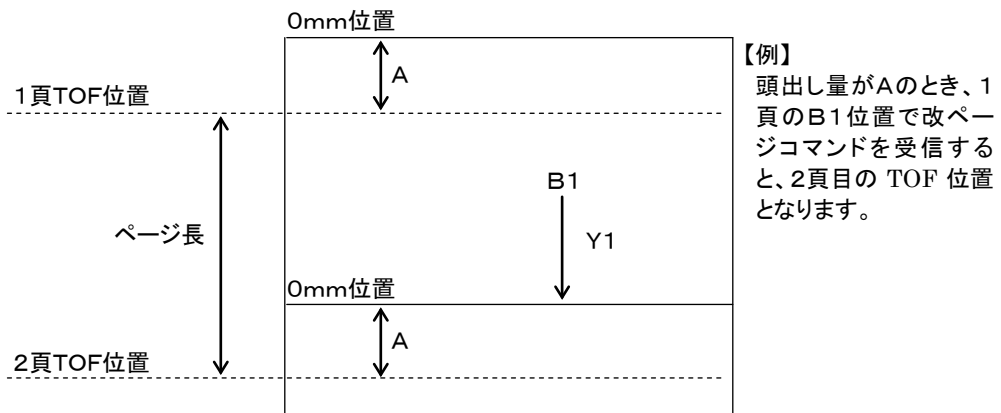 0mm位置
A
1頁TOF位置
ページ長
B1
Y1
0mm位置
A
2頁TOF位置
【例】
頭出し量がAのとき、1
頁のB1位置で改ペー
ジコマンドを受信する
と、2頁目の TOF 位置
となります。